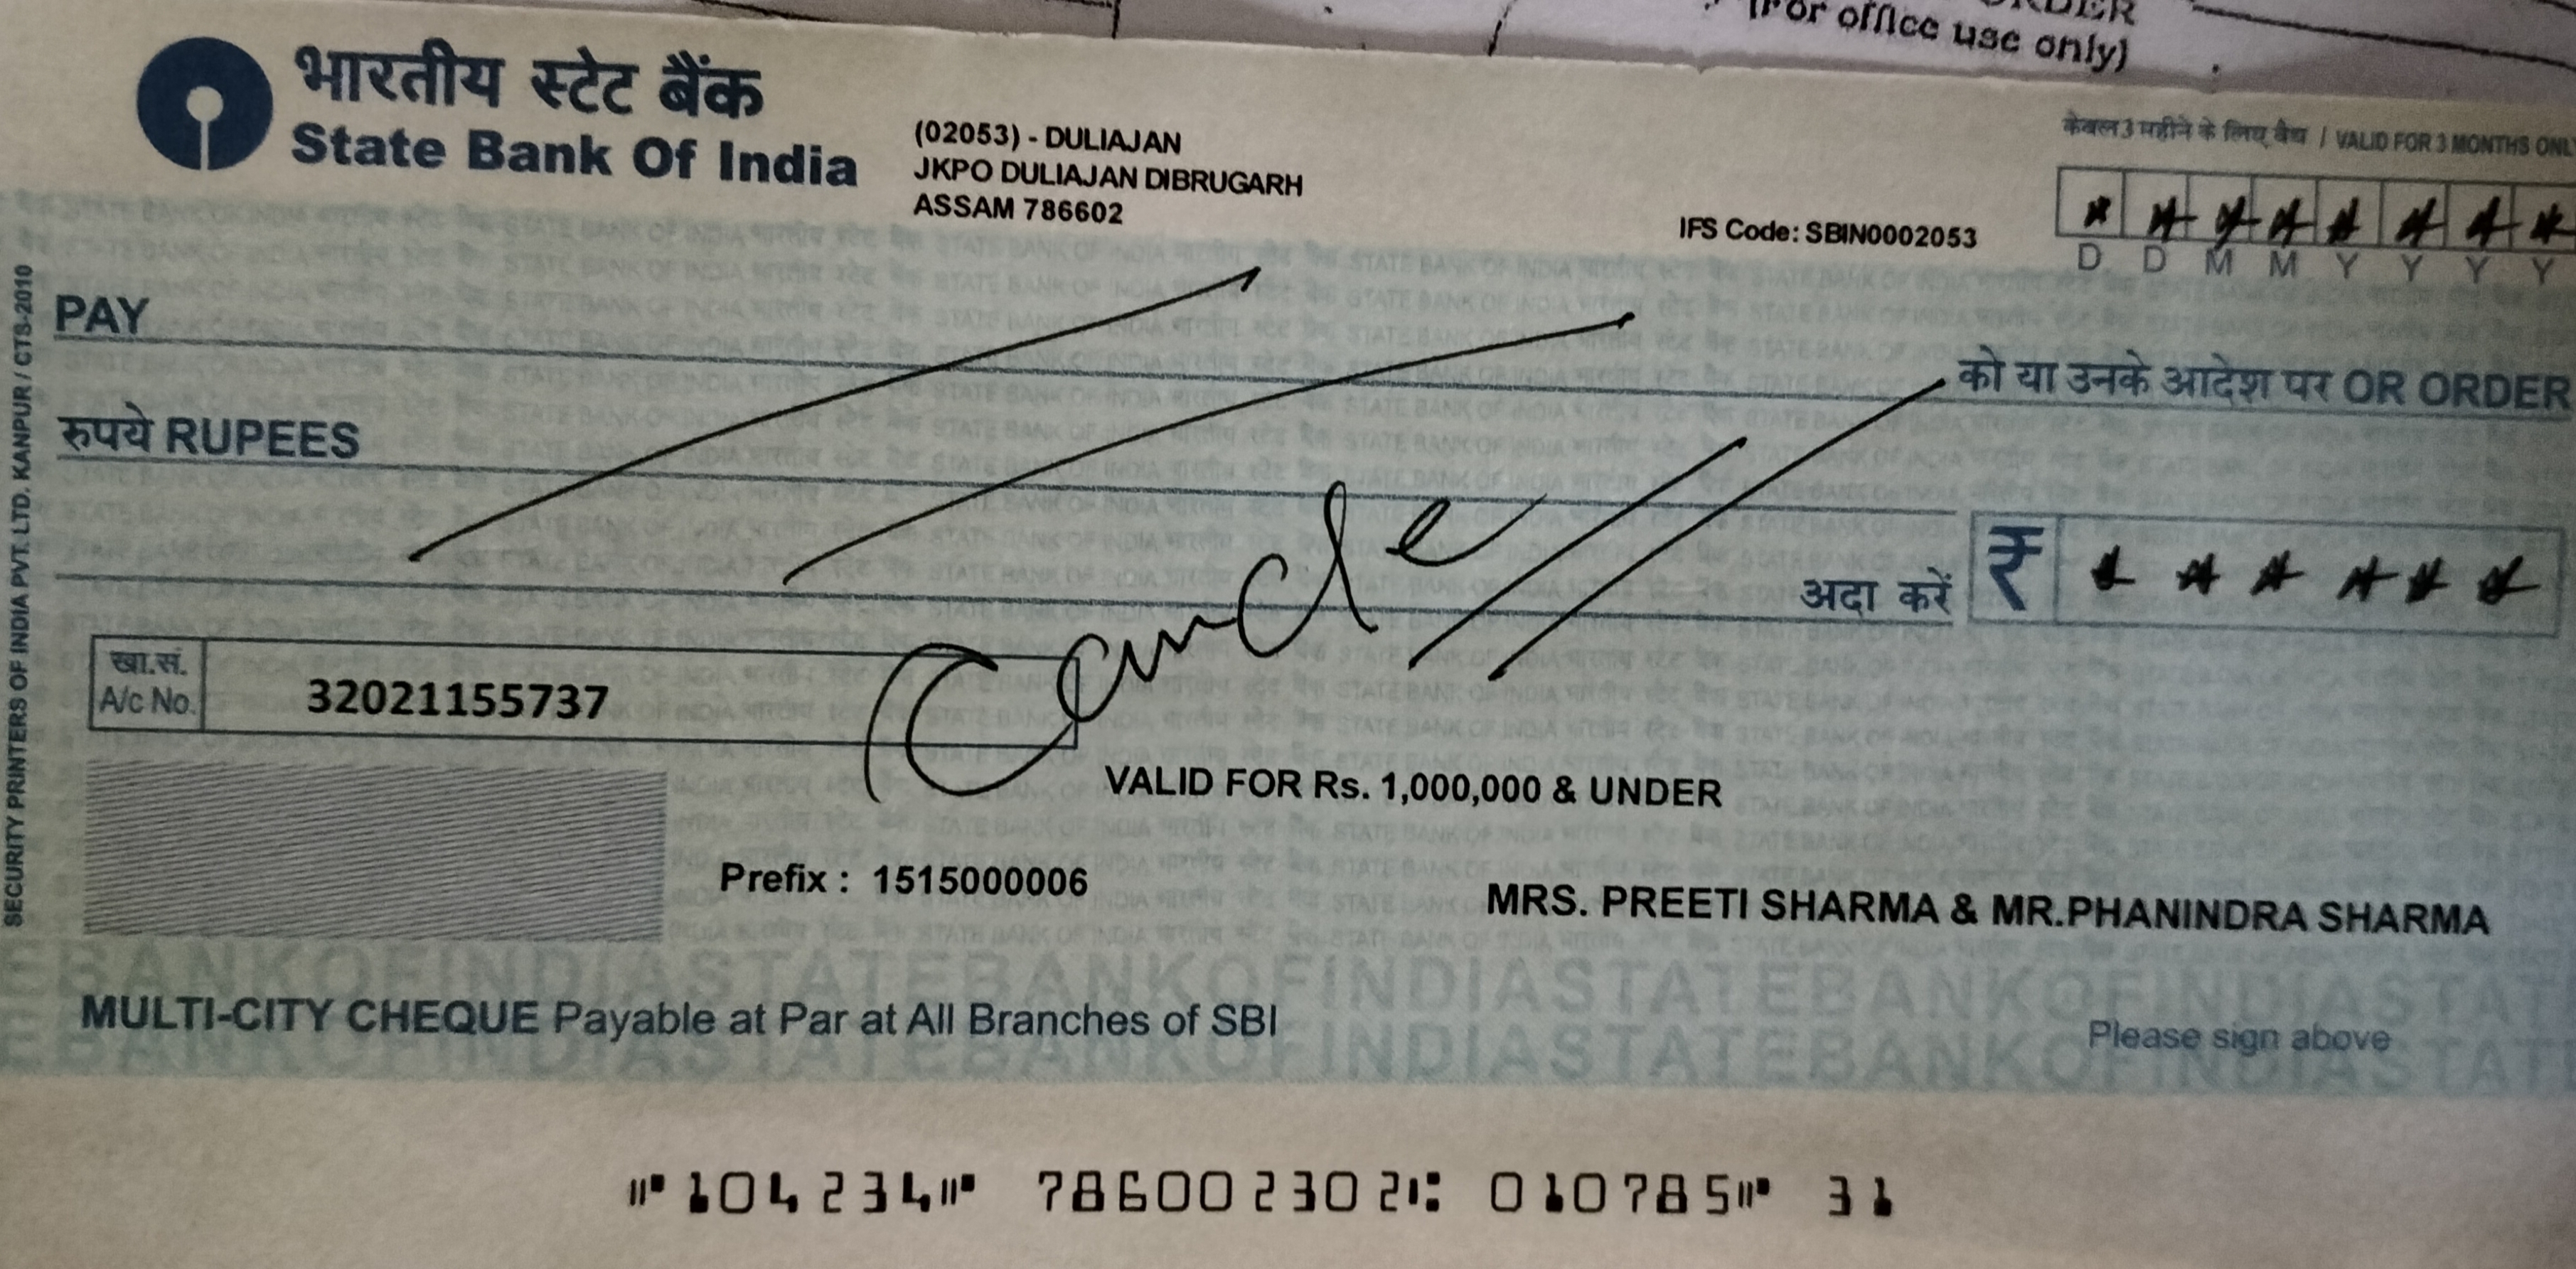 ORDER
(For office use only)
भारतीय स्टेट बैंक
State Bank Of India
(02053) - DULIAJAN
JKPO DULIAJAN DIBRUGARH
ASSAM 786602
IFS Code: SBIN0002053
केवल 3 महीने के लिए वैध / VALID FOR 3 MONTHS ONLY
D D M M Y Y Y Y
PAY
को या उनके आदेश पर OR ORDER
रुपये RUPEES
अदा करें ₹
Cancle
खा.सं.
A/c No.
32021155737
VALID FOR Rs. 1,000,000 & UNDER
Prefix : 1515000006
MRS. PREETI SHARMA & MR.PHANINDRA SHARMA
MULTI-CITY CHEQUE Payable at Par at All Branches of SBI
Please sign above
⑈104234⑈ 786002302⑆ 010785⑈ 31
SECURITY PRINTERS OF INDIA PVT. LTD. KANPUR / CTS-2010
EBANKOFINDIASTATEBANKOFINDIASTATEBANKOFINDIASTAT
EBANKOFINDIASTATEBANKOFINDIASTATEBANKOFINDIASTAT